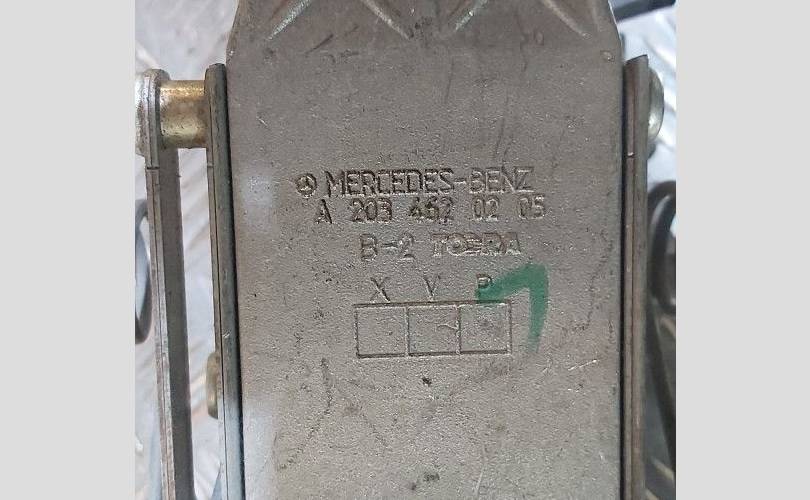 MERCEDES-BENZ
A 203 462 02 05
B-2
X V P